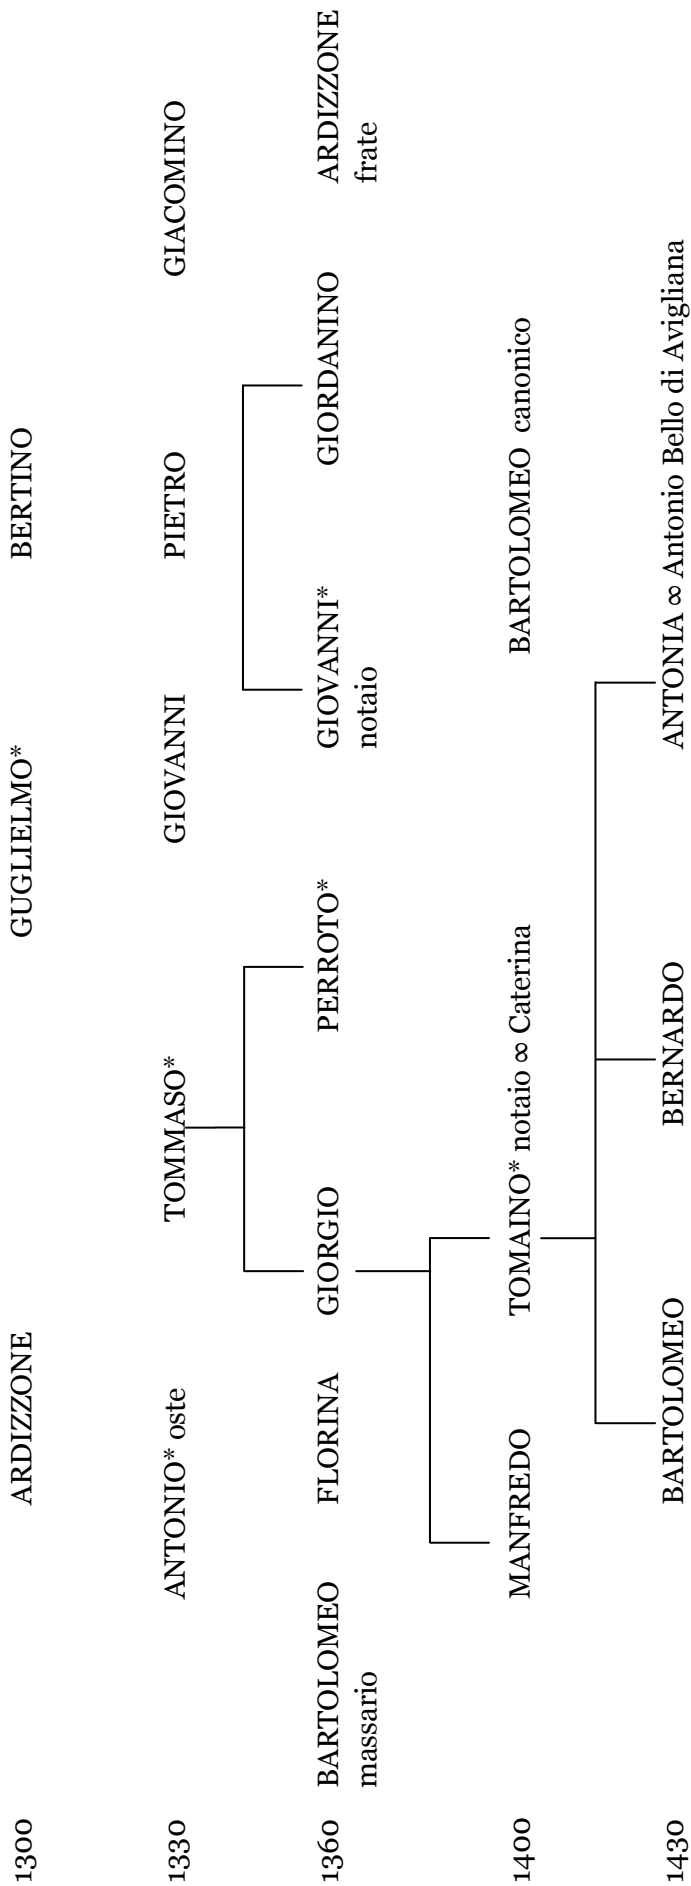 1300 ARDIZZONE GUGLIELMO* BERTINO
1330 ANTONIO* oste TOMMASO* GIOVANNI PIETRO GIACOMINO
1360 BARTOLOMEO FLORINA GIORGIO PERROTO* GIOVANNI* GIORDANINO ARDIZZONE
massario notaio frate
1400 MANFREDO TOMAINO* notaio ∞ Caterina BARTOLOMEO canonico
1430 BARTOLOMEO BERNARDO ANTONIA ∞ Antonio Bello di Avigliana